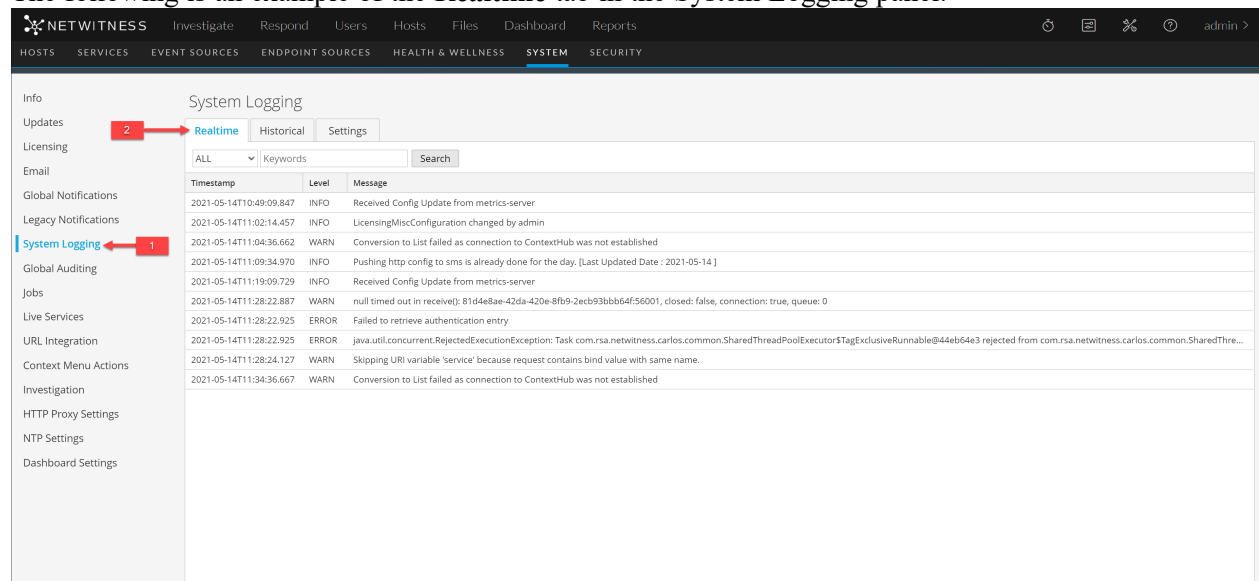 The following is an example of the Realtime tab in the System Logging panel.
NETWITNESS Investigate Respond Users Hosts Files Dashboard Reports admin >
HOSTS SERVICES EVENT SOURCES ENDPOINT SOURCES HEALTH & WELLNESS SYSTEM SECURITY
Info
Updates
Licensing
Email
Global Notifications
Legacy Notifications
System Logging
Global Auditing
Jobs
Live Services
URL Integration
Context Menu Actions
Investigation
HTTP Proxy Settings
NTP Settings
Dashboard Settings
2
1
System Logging
Realtime Historical Settings
ALL Keywords Search
Timestamp Level Message
2021-05-14T10:49:09.847 INFO Received Config Update from metrics-server
2021-05-14T11:02:14.457 INFO LicensingMiscConfiguration changed by admin
2021-05-14T11:04:36.662 WARN Conversion to List failed as connection to ContextHub was not established
2021-05-14T11:09:34.970 INFO Pushing http config to sms is already done for the day. [Last Updated Date : 2021-05-14 ]
2021-05-14T11:19:09.729 INFO Received Config Update from metrics-server
2021-05-14T11:28:22.887 WARN null timed out in receive(): 81d4e8ae-42da-420e-8fb9-2ecb93bbb64f:56001, closed: false, connection: true, queue: 0
2021-05-14T11:28:22.925 ERROR Failed to retrieve authentication entry
2021-05-14T11:28:22.925 ERROR java.util.concurrent.RejectedExecutionException: Task com.rsa.netwitness.carlos.common.SharedThreadPoolExecutor$TagExclusiveRunnable@44eb64e3 rejected from com.rsa.netwitness.carlos.common.SharedThre...
2021-05-14T11:28:24.127 WARN Skipping URI variable 'service' because request contains bind value with same name.
2021-05-14T11:34:36.667 WARN Conversion to List failed as connection to ContextHub was not established